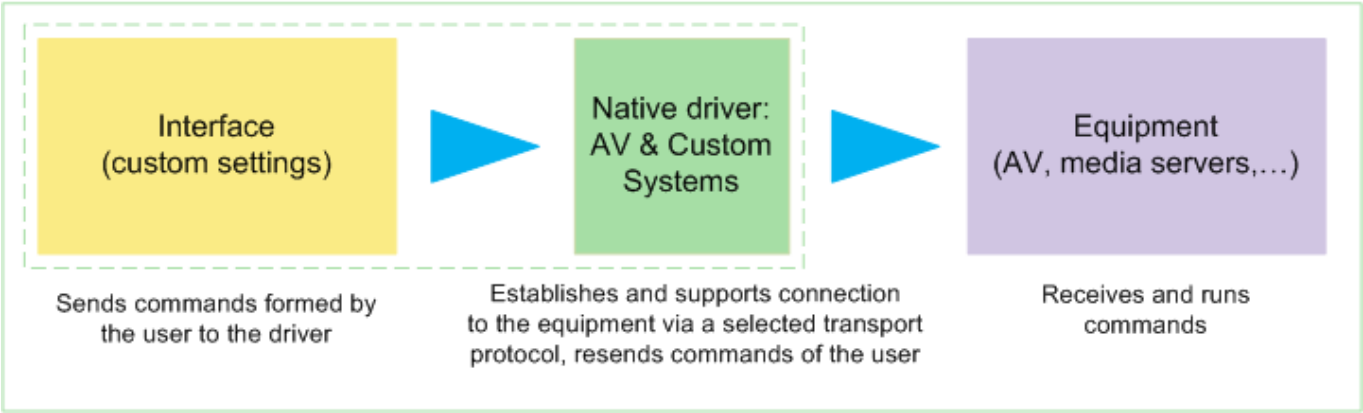 Interface
(custom settings)
Native driver:
AV & Custom
Systems
Equipment
(AV, media servers,...)
Sends commands formed by
the user to the driver
Establishes and supports connection
to the equipment via a selected transport
protocol, resends commands of the user
Receives and runs
commands